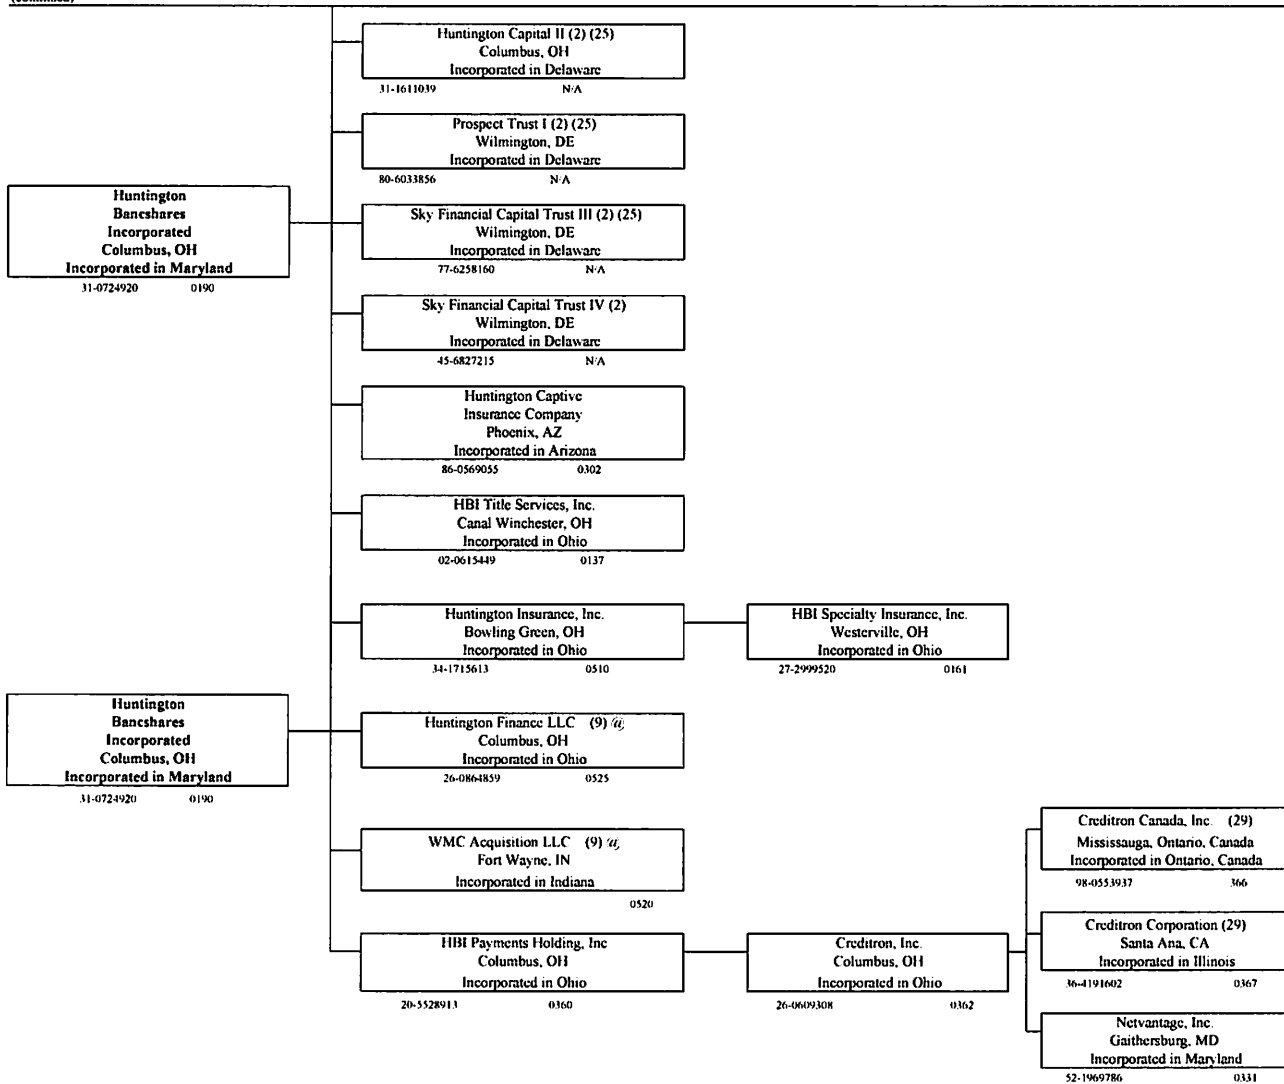 (continued)
Huntington Capital II (2) (25)
Columbus, OH
Incorporated in Delaware
31-1611039 N/A
Prospect Trust I (2) (25)
Wilmington, DE
Incorporated in Delaware
80-6033856 N/A
Huntington
Bancshares
Incorporated
Columbus, OH
Incorporated in Maryland
31-0724920 0190
Sky Financial Capital Trust III (2) (25)
Wilmington, DE
Incorporated in Delaware
77-6258160 N/A
Sky Financial Capital Trust IV (2)
Wilmington, DE
Incorporated in Delaware
45-6827215 N/A
Huntington Captive
Insurance Company
Phoenix, AZ
Incorporated in Arizona
86-0569055 0302
HBI Title Services, Inc.
Canal Winchester, OH
Incorporated in Ohio
02-0615449 0137
Huntington Insurance, Inc.
Bowling Green, OH
Incorporated in Ohio
34-1715613 0510
HBI Specialty Insurance, Inc.
Westerville, OH
Incorporated in Ohio
27-2999520 0161
Huntington
Bancshares
Incorporated
Columbus, OH
Incorporated in Maryland
31-0724920 0190
Huntington Finance LLC (9)
Columbus, OH
Incorporated in Ohio
26-0864859 0525
WMC Acquisition LLC (9)
Fort Wayne, IN
Incorporated in Indiana
0520
HBI Payments Holding, Inc
Columbus, OH
Incorporated in Ohio
20-5528913 0360
Creditron, Inc.
Columbus, OH
Incorporated in Ohio
26-0609308 0362
Creditron Canada, Inc. (29)
Mississauga, Ontario, Canada
Incorporated in Ontario, Canada
98-0553937 366
Creditron Corporation (29)
Santa Ana, CA
Incorporated in Illinois
36-4191602 0367
Netvantage, Inc.
Gaithersburg, MD
Incorporated in Maryland
52-1969786 0331